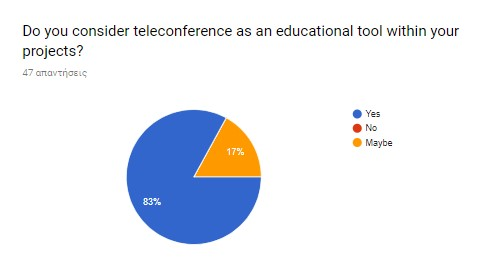 Do you consider teleconference as an educational tool within your
projects?
47 απαντήσεις
Yes
No
Maybe
17%
83%